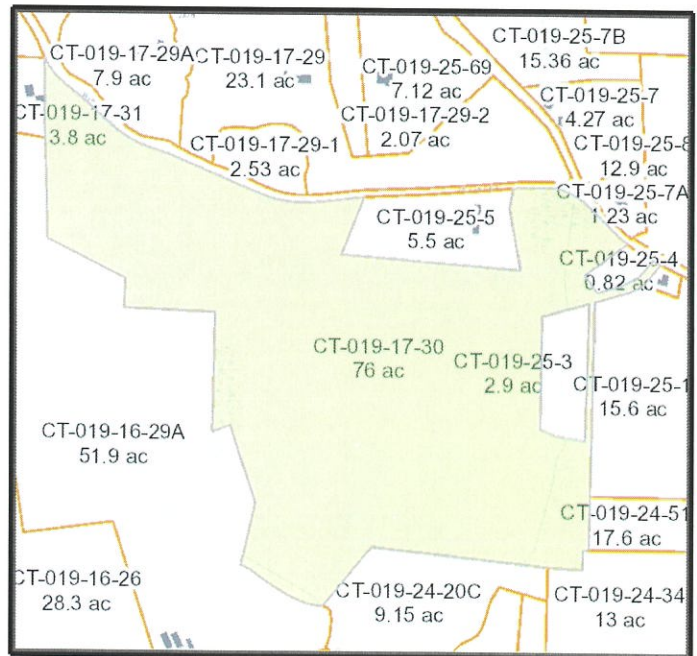 CT-019-17-29A
7.9 ac
CT-019-17-29
23.1 ac
CT-019-25-69
7.12 ac
CT-019-25-7B
15.36 ac
CT-019-17-31
3.8 ac
CT-019-17-29-1
2.53 ac
CT-019-17-29-2
2.07 ac
CT-019-25-7
4.27 ac
CT-019-25-8
12.9 ac
CT-019-25-7A
1.23 ac
CT-019-25-5
5.5 ac
CT-019-25-4
0.82 ac
CT-019-17-30
76 ac
CT-019-25-3
2.9 ac
CT-019-25-1
15.6 ac
CT-019-16-29A
51.9 ac
CT-019-24-51
17.6 ac
CT-019-16-26
28.3 ac
CT-019-24-20C
9.15 ac
CT-019-24-34
13 ac